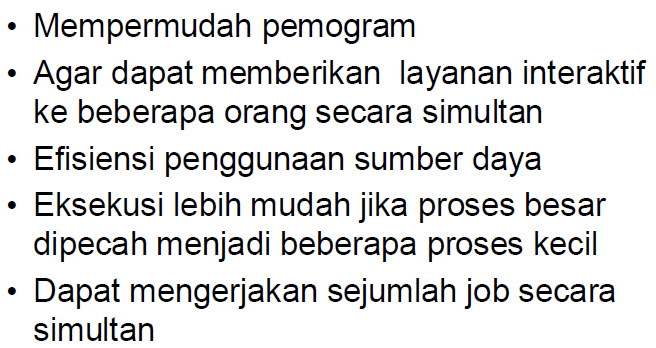 • Mempermudah pemogram
• Agar dapat memberikan  layanan interaktif
ke beberapa orang secara simultan
• Efisiensi penggunaan sumber daya
• Eksekusi lebih mudah jika proses besar
dipecah menjadi beberapa proses kecil
• Dapat mengerjakan sejumlah job secara
simultan